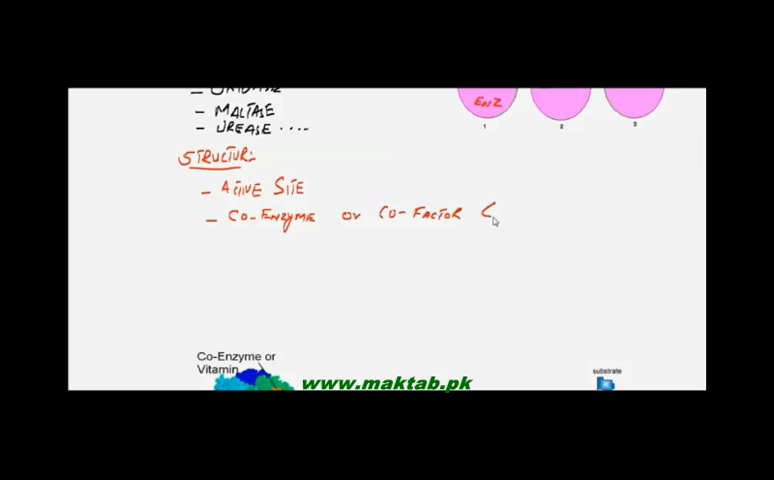 ENZ
- MALTASE
- UREASE ....
1 2 3
STRUCTUR:
- ACTIVE SITE
- CO-ENZYME or CO-FACTOR (
Co-Enzyme or
Vitamin
substrate
www.maktab.pk